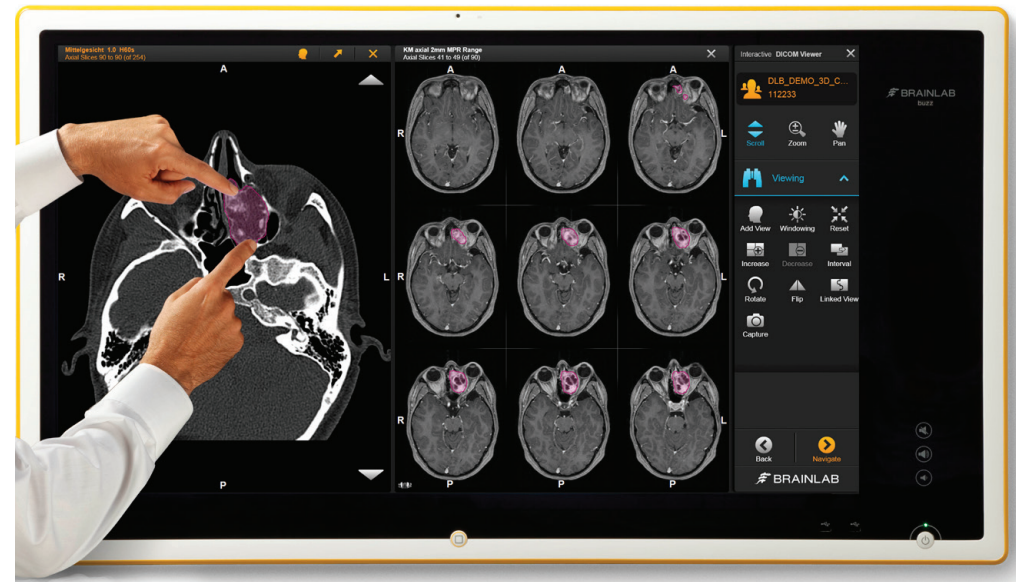 Mittelgesicht 1.0 H60s
Axial Slices 90 to 90 (of 254)
A
R
L
P
KM axial 2mm MPR Range
Axial Slices 41 to 49 (of 90)
A
A
A
R
L
R
L
R
L
P
P
P
Interactive DICOM Viewer
DLB_DEMO_3D_C...
112233
Scroll
Zoom
Pan
Viewing
Add View
Windowing
Reset
Increase
Decrease
Interval
Rotate
Flip
Linked View
Capture
Back
Navigate
BRAINLAB
BRAINLAB
buzz